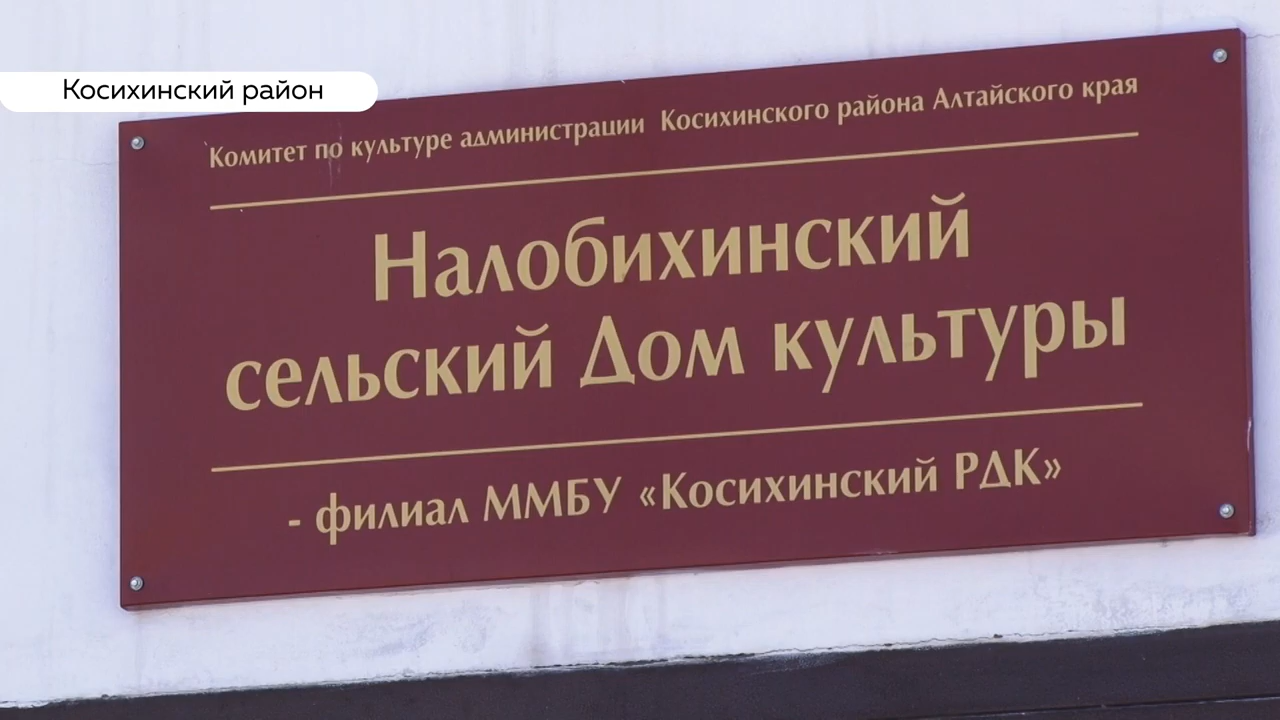 Косихинский район
Комитет по культуре администрации Косихинского района Алтайского края
Налобихинский
сельский Дом культуры
- филиал ММБУ «Косихинский РДК»